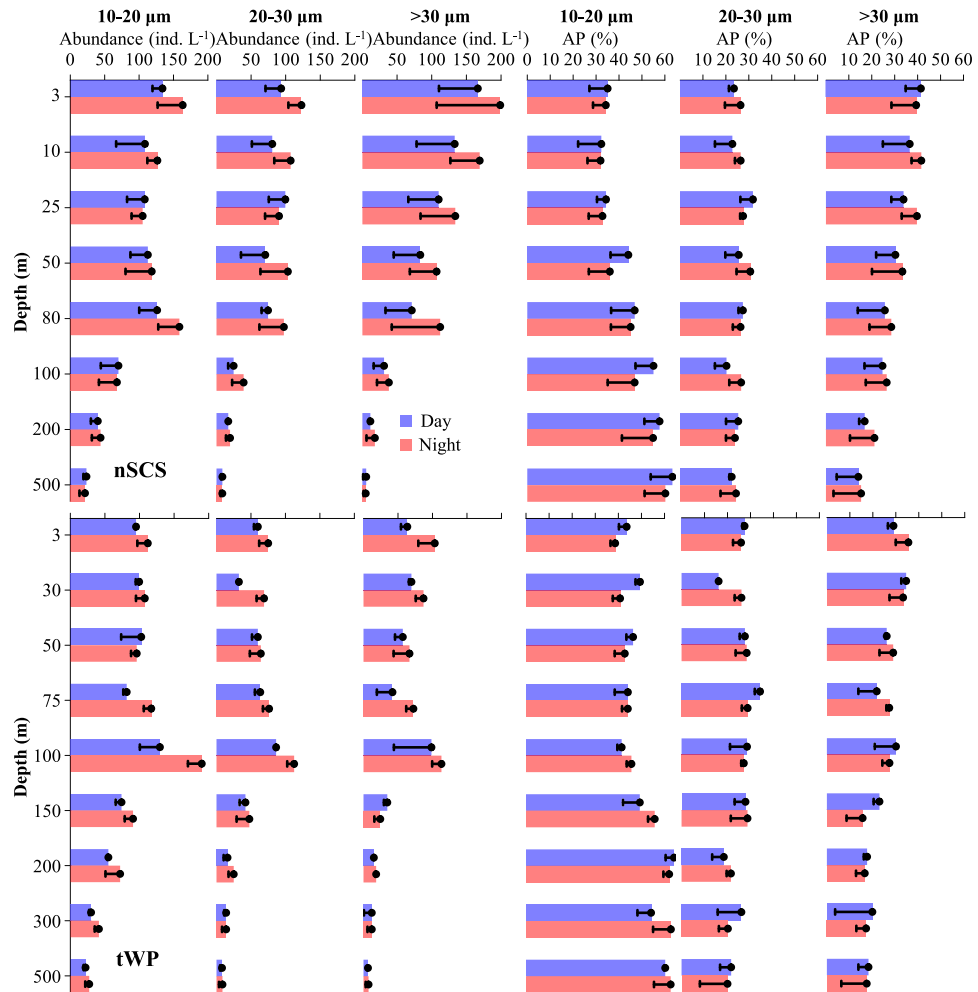 10-20 μm 20-30 μm >30 μm 10-20 μm 20-30 μm >30 μm
Abundance (ind. L-1) Abundance (ind. L-1) Abundance (ind. L-1) AP (%) AP (%) AP (%)
0 50 100 150 200 50 100 150 200 50 100 150 200 0 10 20 30 40 50 60 10 20 30 40 50 60 10 20 30 40 50 60
3
10
25
50
80
100
200
500
Depth (m)
Day
Night
nSCS
3
30
50
75
100
150
200
300
500
Depth (m)
tWP